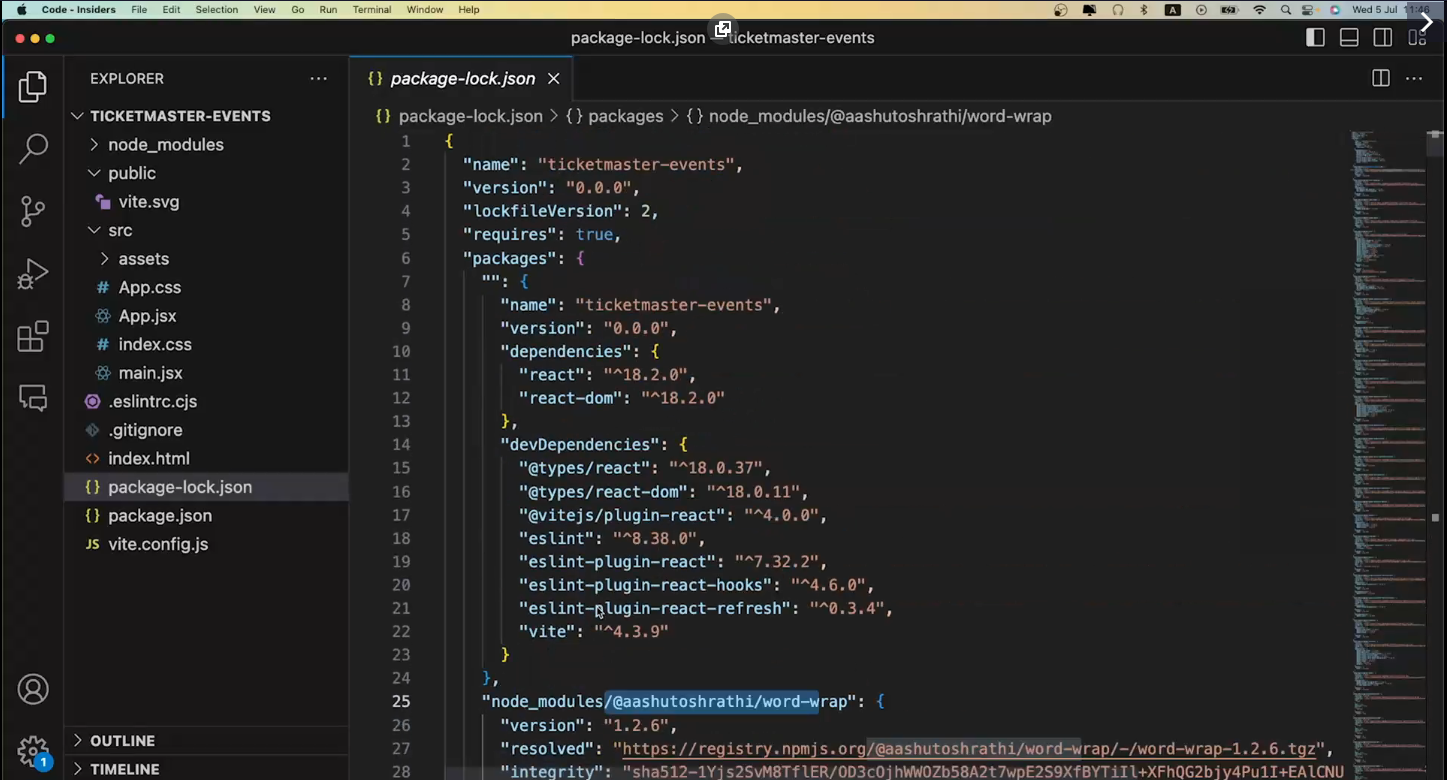 Code - Insiders File Edit Selection View Go Run Terminal Window Help A Wed 5 Jul 11:46
package-lock.json — ticketmaster-events
EXPLORER
TICKETMASTER-EVENTS
node_modules
public
vite.svg
src
assets
# App.css
App.jsx
# index.css
main.jsx
.eslintrc.cjs
.gitignore
<> index.html
{} package-lock.json
{} package.json
JS vite.config.js
OUTLINE
TIMELINE
1
{} package-lock.json ×
{} package-lock.json > {} packages > {} node_modules/@aashutoshrathi/word-wrap
1 {
2 "name": "ticketmaster-events",
3 "version": "0.0.0",
4 "lockfileVersion": 2,
5 "requires": true,
6 "packages": {
7 "": {
8 "name": "ticketmaster-events",
9 "version": "0.0.0",
10 "dependencies": {
11 "react": "^18.2.0",
12 "react-dom": "^18.2.0"
13 },
14 "devDependencies": {
15 "@types/react": "^18.0.37",
16 "@types/react-dom": "^18.0.11",
17 "@vitejs/plugin-react": "^4.0.0",
18 "eslint": "^8.38.0",
19 "eslint-plugin-react": "^7.32.2",
20 "eslint-plugin-react-hooks": "^4.6.0",
21 "eslint-plugin-react-refresh": "^0.3.4",
22 "vite": "^4.3.9"
23 }
24 },
25 "node_modules/@aashutoshrathi/word-wrap": {
26 "version": "1.2.6",
27 "resolved": "https://registry.npmjs.org/@aashutoshrathi/word-wrap/-/word-wrap-1.2.6.tgz",
28 "integrity":